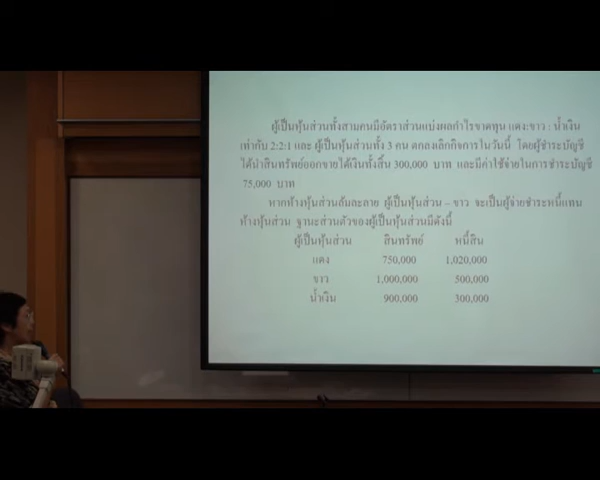 ผู้เป็นหุ้นส่วนทั้งสามคนมีอัตราส่วนแบ่งผลกำไรขาดทุน แดง:ขาว : น้ำเงิน
เท่ากับ 2:2:1 และ ผู้เป็นหุ้นส่วนทั้ง 3 คน ตกลงเลิกกิจการในวันนี้ โดยผู้ชำระบัญชี
ได้นำสินทรัพย์ออกขายได้เงินทั้งสิ้น 300,000 บาท และมีค่าใช้จ่ายในการชำระบัญชี
75,000 บาท
หากห้างหุ้นส่วนล้มละลาย ผู้เป็นหุ้นส่วน – ขาว จะเป็นผู้จ่ายชำระหนี้แทน
ห้างหุ้นส่วน ฐานะส่วนตัวของผู้เป็นหุ้นส่วนมีดังนี้
ผู้เป็นหุ้นส่วน สินทรัพย์ หนี้สิน
แดง 750,000 1,020,000
ขาว 1,000,000 500,000
น้ำเงิน 900,000 300,000